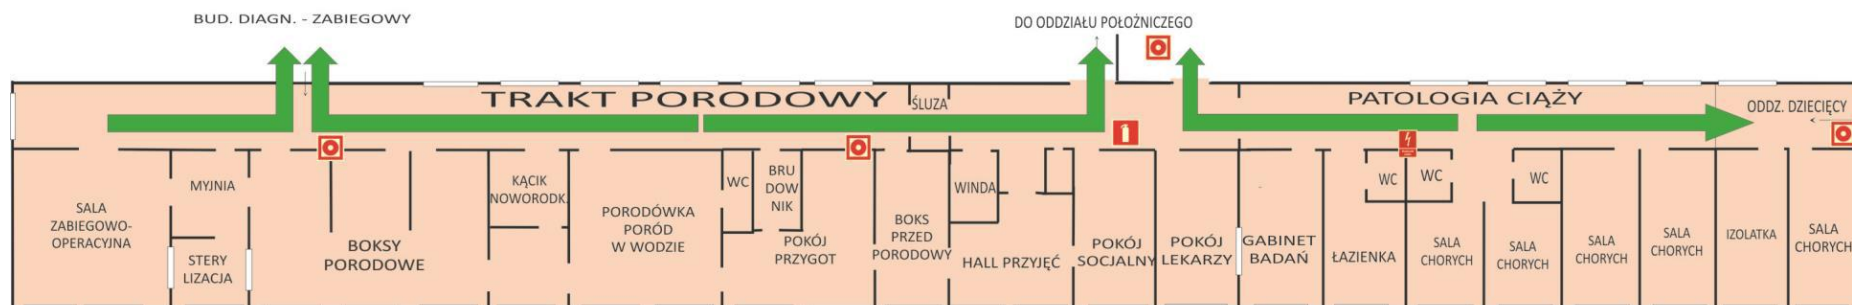 BUD. DIAGN. - ZABIEGOWY
DO ODDZIAŁU POŁOŻNICZEGO
TRAKT PORODOWY
ŚLUZA
PATOLOGIA CIĄŻY
ODDZ. DZIECIĘCY
SALA
ZABIEGOWO-
OPERACYJNA
MYJNIA
STERY
LIZACJA
BOKSY
PORODOWE
KĄCIK
NOWORODK.
PORODÓWKA
PORÓD
W WODZIE
WC
BRU
DOW
NIK
POKÓJ
PRZYGOT
BOKS
PRZED
PORODOWY
WINDA
HALL PRZYJĘĆ
POKÓJ
SOCJALNY
POKÓJ
LEKARZY
GABINET
BADAŃ
ŁAZIENKA
WC
WC
SALA
CHORYCH
SALA
CHORYCH
WC
SALA
CHORYCH
SALA
CHORYCH
IZOLATKA
SALA
CHORYCH